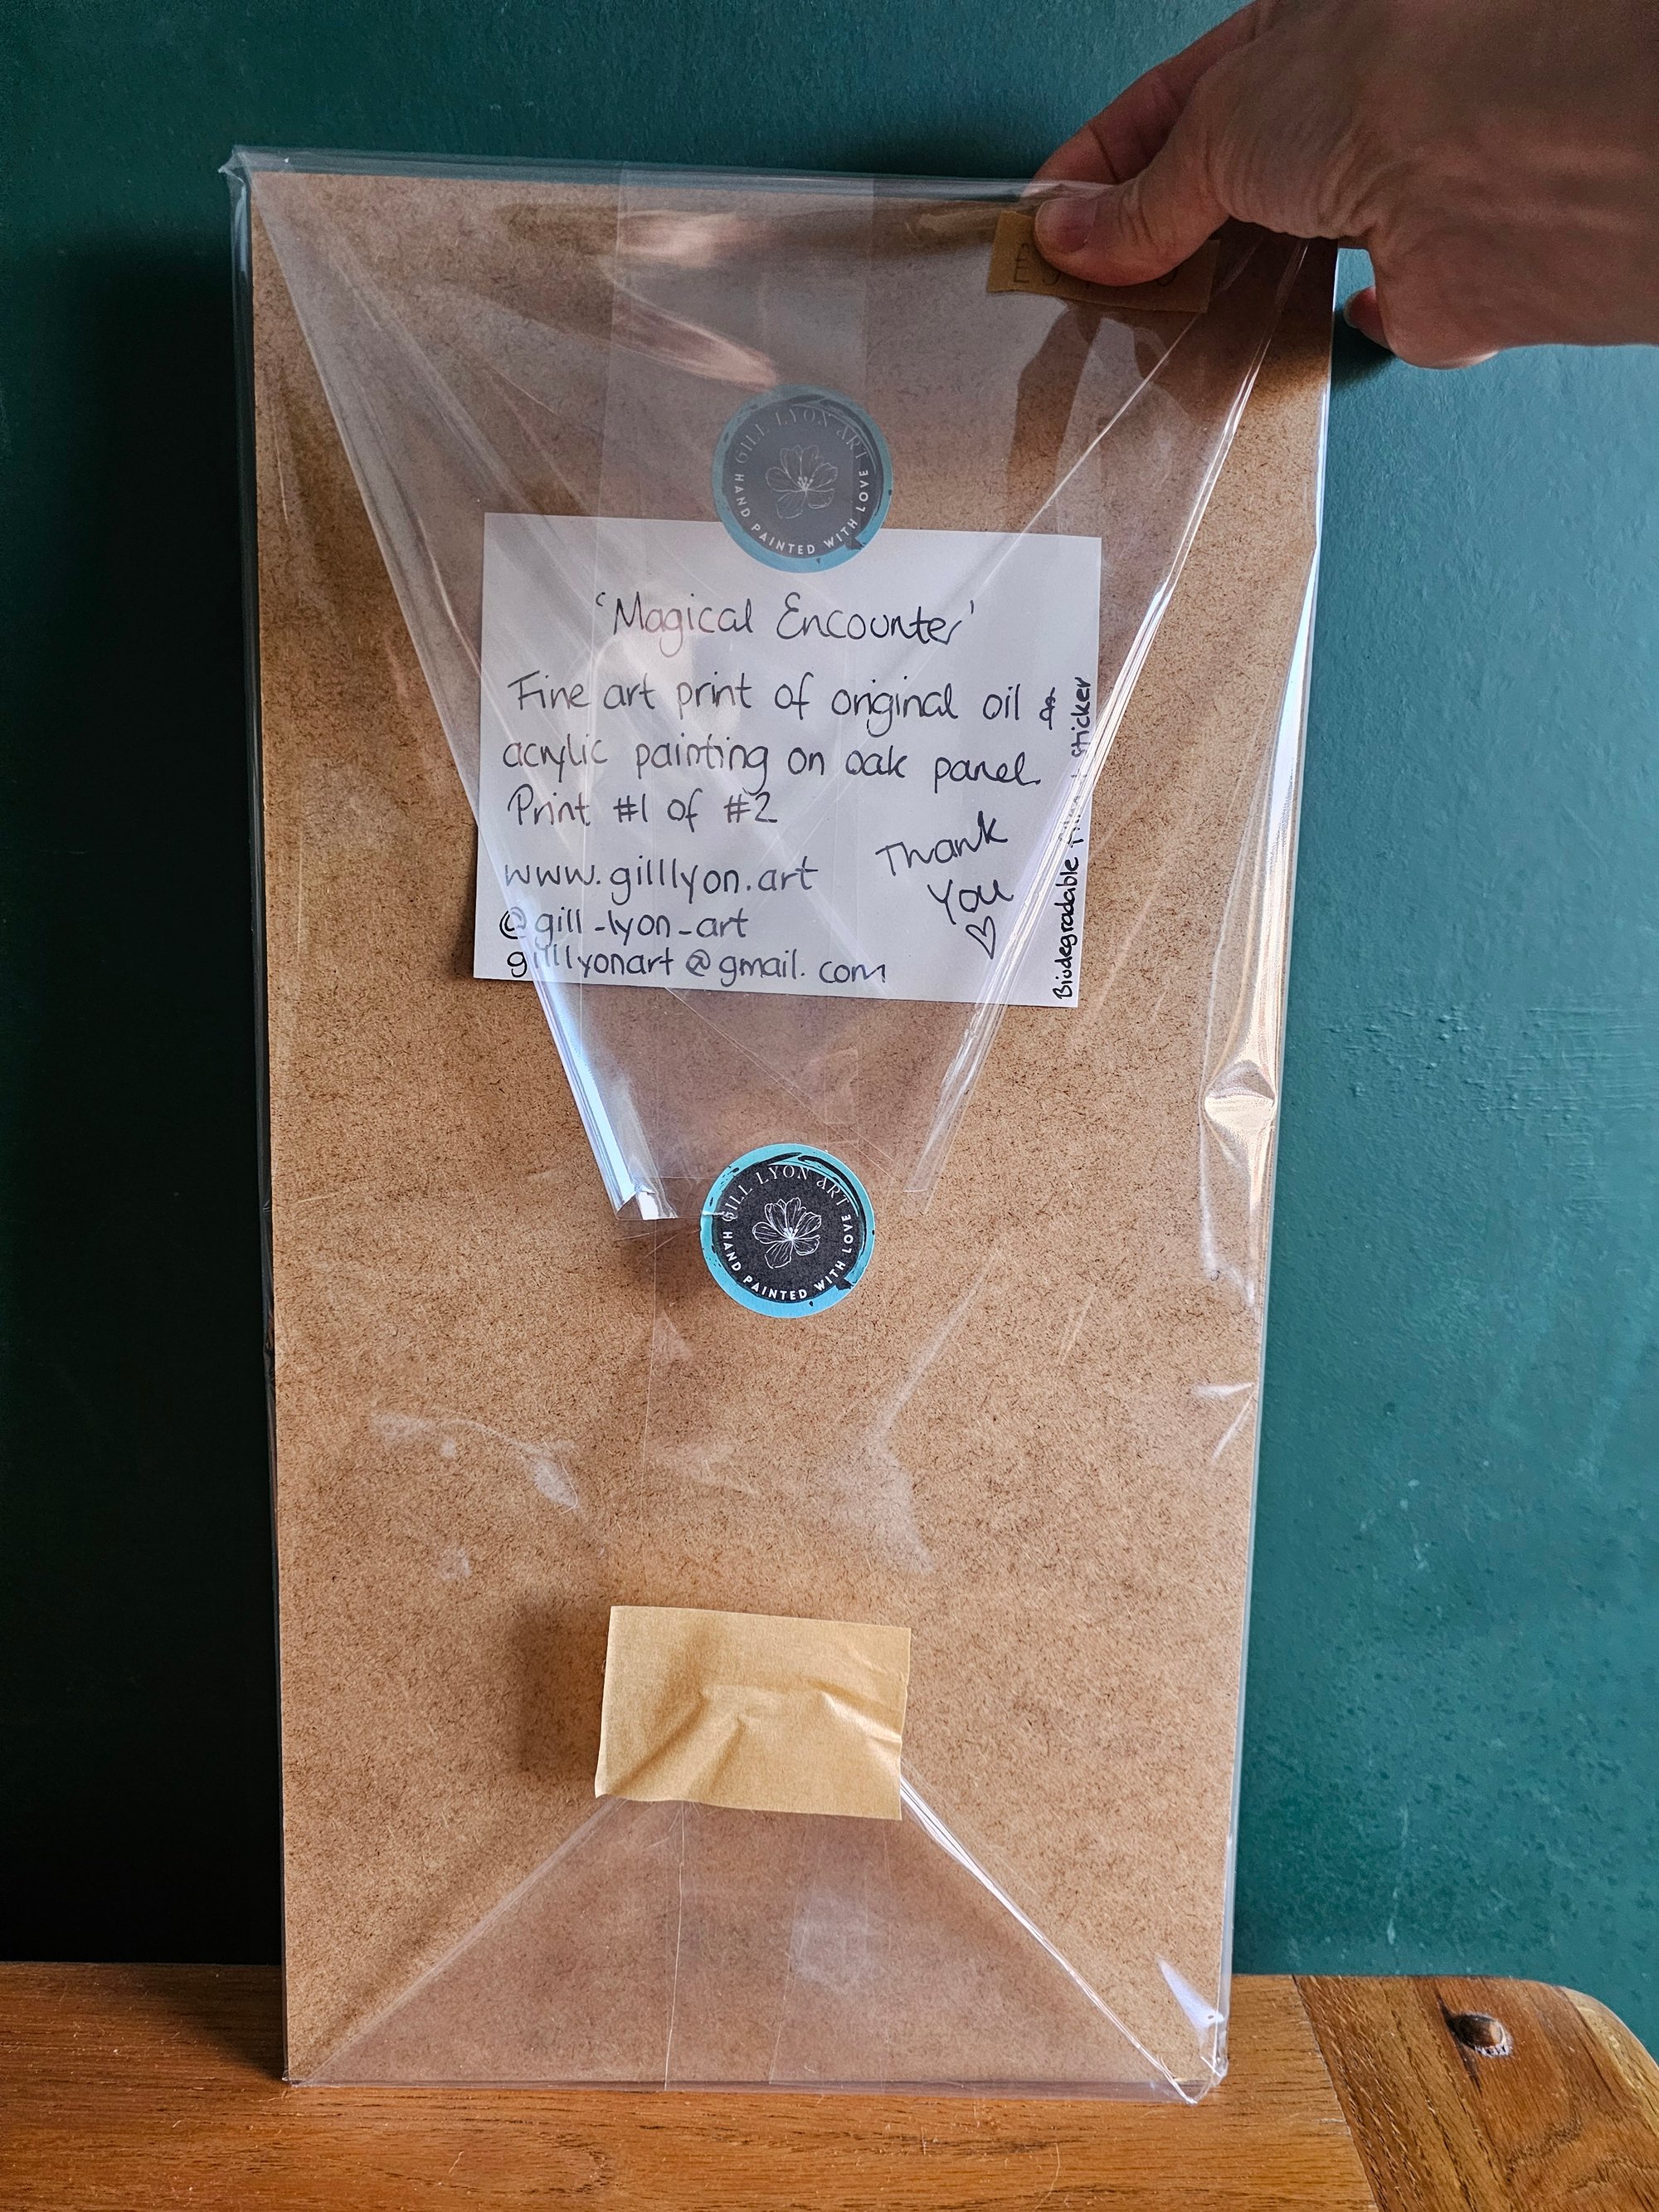 GILL LYON ART
HAND PAINTED WITH LOVE
'Magical Encounter'
Fine art print of original oil &
acrylic painting on oak panel.
Print #1 of #2
www.gilllyon.art
@gill-lyon-art
gilllyonart@gmail.com
Thank
You
Biodegradable film & sticker
GILL LYON ART
HAND PAINTED WITH LOVE